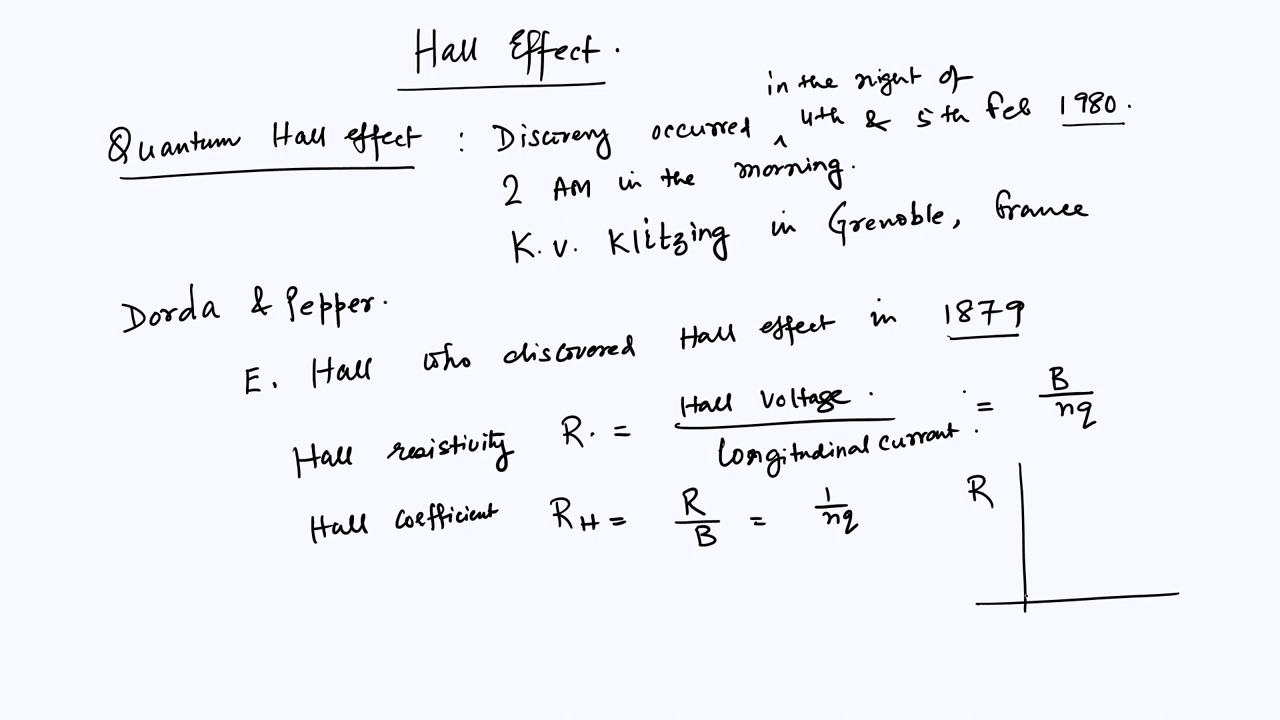 Hall Effect.
in the night of
Quantum Hall effect : Discovery occurred ^ 4th & 5th Feb 1980.
2 AM in the morning.
K. v. Klitzing in Grenoble, France
Dorda & Pepper.
E. Hall who discovered Hall effect in 1879
Hall resistivity R. = Hall Voltage. / longitudinal current. = B / nq
Hall coefficient R_H = R / B = 1 / nq
R